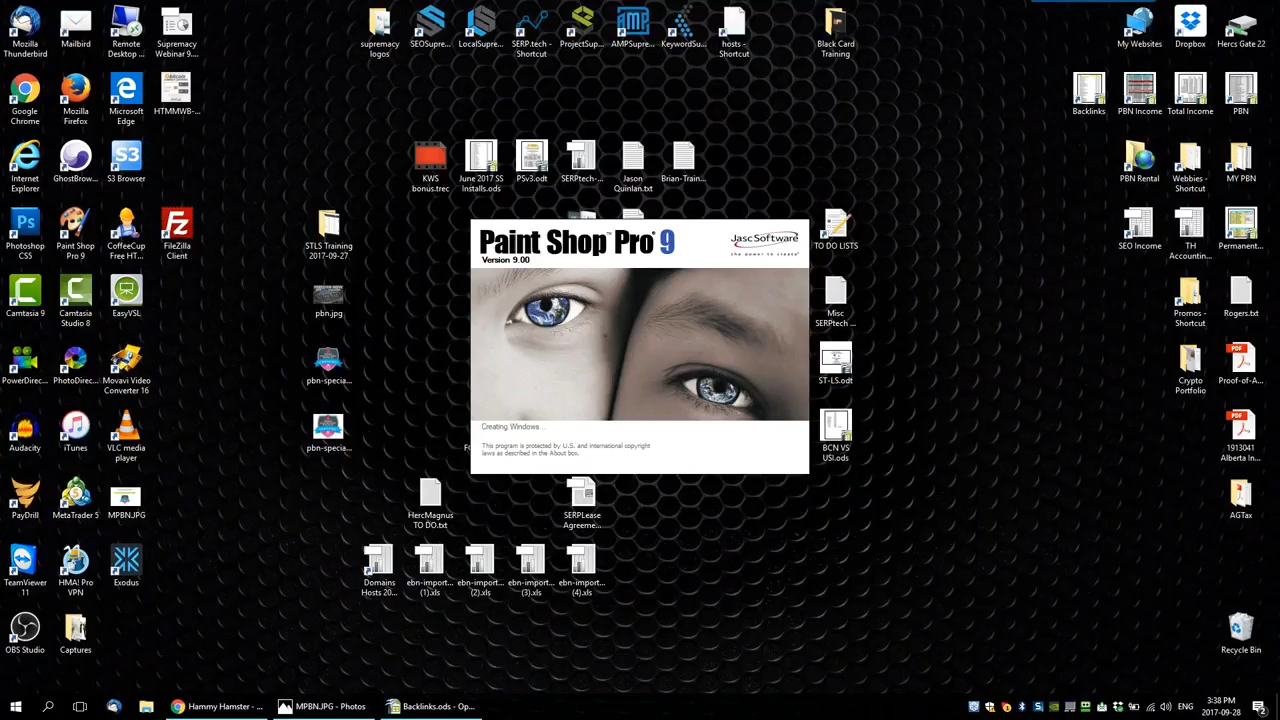 Mozilla Thunderbird
Mailbird
Remote Desktop ...
Supremacy Webinar 9....
supremacy logos
SEOSupre...
LocalSupre...
SERP.tech - Shortcut
ProjectSup...
AMPSupre...
KeywordSu...
hosts - Shortcut
Black Card Training
My Websites
Dropbox
Hercs Gate 22
Google Chrome
Mozilla Firefox
Microsoft Edge
HTMMWB-...
Backlinks
PBN Income
Total Income
PBN
Internet Explorer
GhostBrow...
S3 Browser
KWS bonus.trec
June 2017 SS Installs.ods
PSv3.odt
SERPtech-...
Jason Quinlan.txt
Brian-Train...
PBN Rental
Webbies - Shortcut
MY PBN
Photoshop CS3
Paint Shop Pro 9
CoffeeCup Free HT...
FileZilla Client
STLS Training 2017-09-27
TO DO LISTS
SEO Income
TH Accounting...
Permanent...
Paint Shop Pro 9
Version 9.00
Jasc Software
the power to create
Camtasia 9
Camtasia Studio 8
EasyVSL
pbn.jpg
Misc SERPtech ...
Promos - Shortcut
Rogers.txt
PowerDirec...
PhotoDirec...
Movavi Video Converter 16
pbn-specia...
ST-LS.odt
Crypto Portfolio
Proof-of-A...
Creating Windows...
This program is protected by U.S. and international copyright
laws as described in the About box.
Audacity
iTunes
VLC media player
pbn-specia...
BCN VS USI.ods
1913041 Alberta In...
PayDrill
MetaTrader 5
MPBN.JPG
HercMagnus TO DO.txt
SERPLease Agreeme...
AGTax
TeamViewer 11
HMA! Pro VPN
Exodus
Domains Hosts 20...
ebn-import... (1).xls
ebn-import... (2).xls
ebn-import... (3).xls
ebn-import... (4).xls
OBS Studio
Captures
Recycle Bin
Hammy Hamster - ...
MPBN.JPG - Photos
Backlinks.ods - Op...
ENG
3:38 PM
2017-09-28